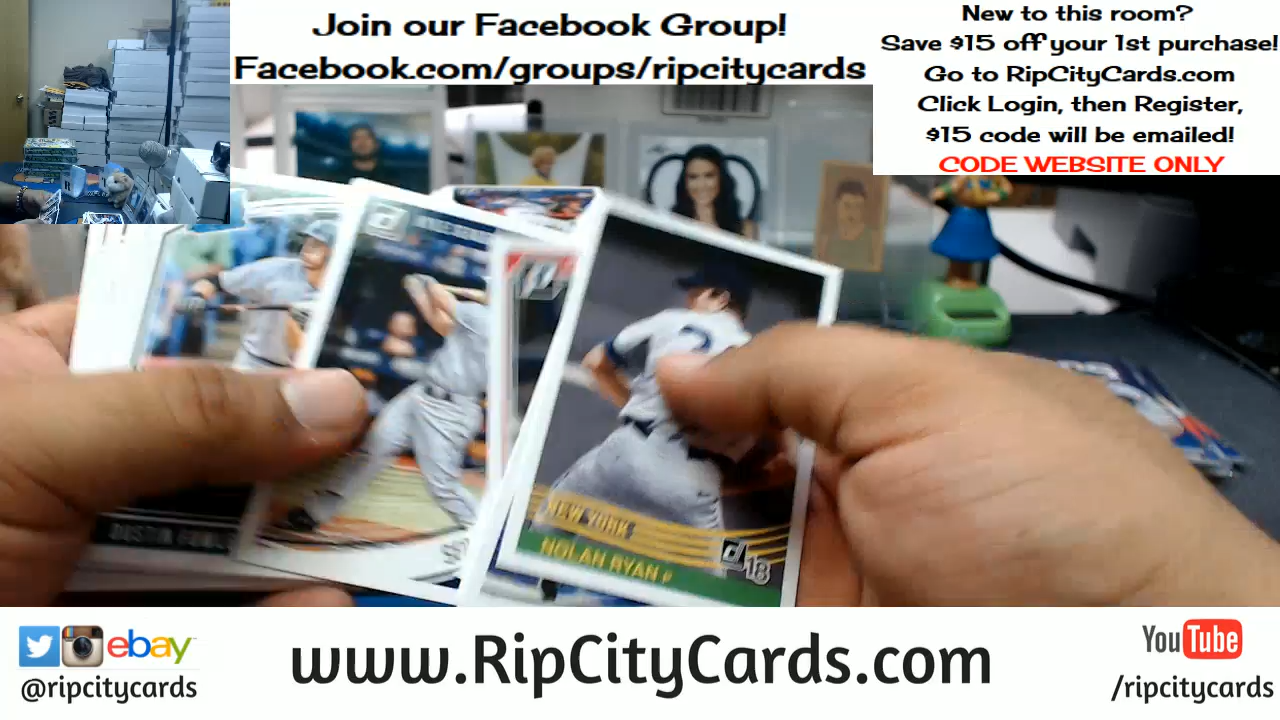 Join our Facebook Group!
Facebook.com/groups/ripcitycards
New to this room?
Save $15 off your 1st purchase!
Go to RipCityCards.com
Click Login, then Register,
$15 code will be emailed!
CODE WEBSITE ONLY
NEW YORK
NOLAN RYAN P
18
DUSTIN
ebay
@ripcitycards
www.RipCityCards.com
YouTube
/ripcitycards